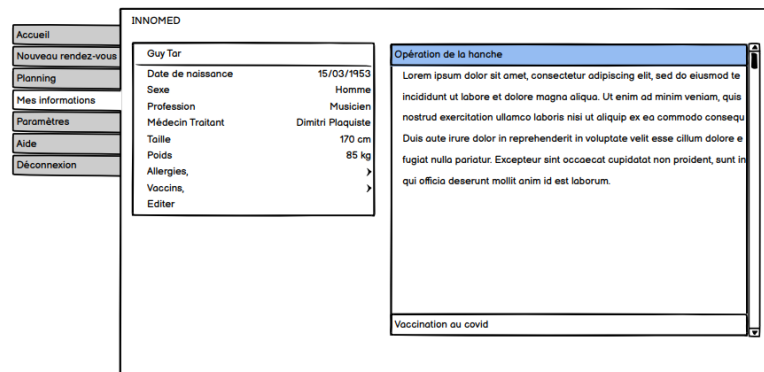 INNOMED
Accueil
Nouveau rendez-vous
Planning
Mes informations
Paramètres
Aide
Déconnexion
Guy Tar
Date de naissance 15/03/1953
Sexe Homme
Profession Musicien
Médecin Traitant Dimitri Plaquiste
Taille 170 cm
Poids 85 kg
Allergies,
Vaccins,
Editer
Opération de la hanche
Lorem ipsum dolor sit amet, consectetur adipiscing elit, sed do eiusmod te
incididunt ut labore et dolore magna aliqua. Ut enim ad minim veniam, quis
nostrud exercitation ullamco laboris nisi ut aliquip ex ea commodo consequ
Duis aute irure dolor in reprehenderit in voluptate velit esse cillum dolore e
fugiat nulla pariatur. Excepteur sint occaecat cupidatat non proident, sunt in
qui officia deserunt mollit anim id est laborum.
Vaccination au covid